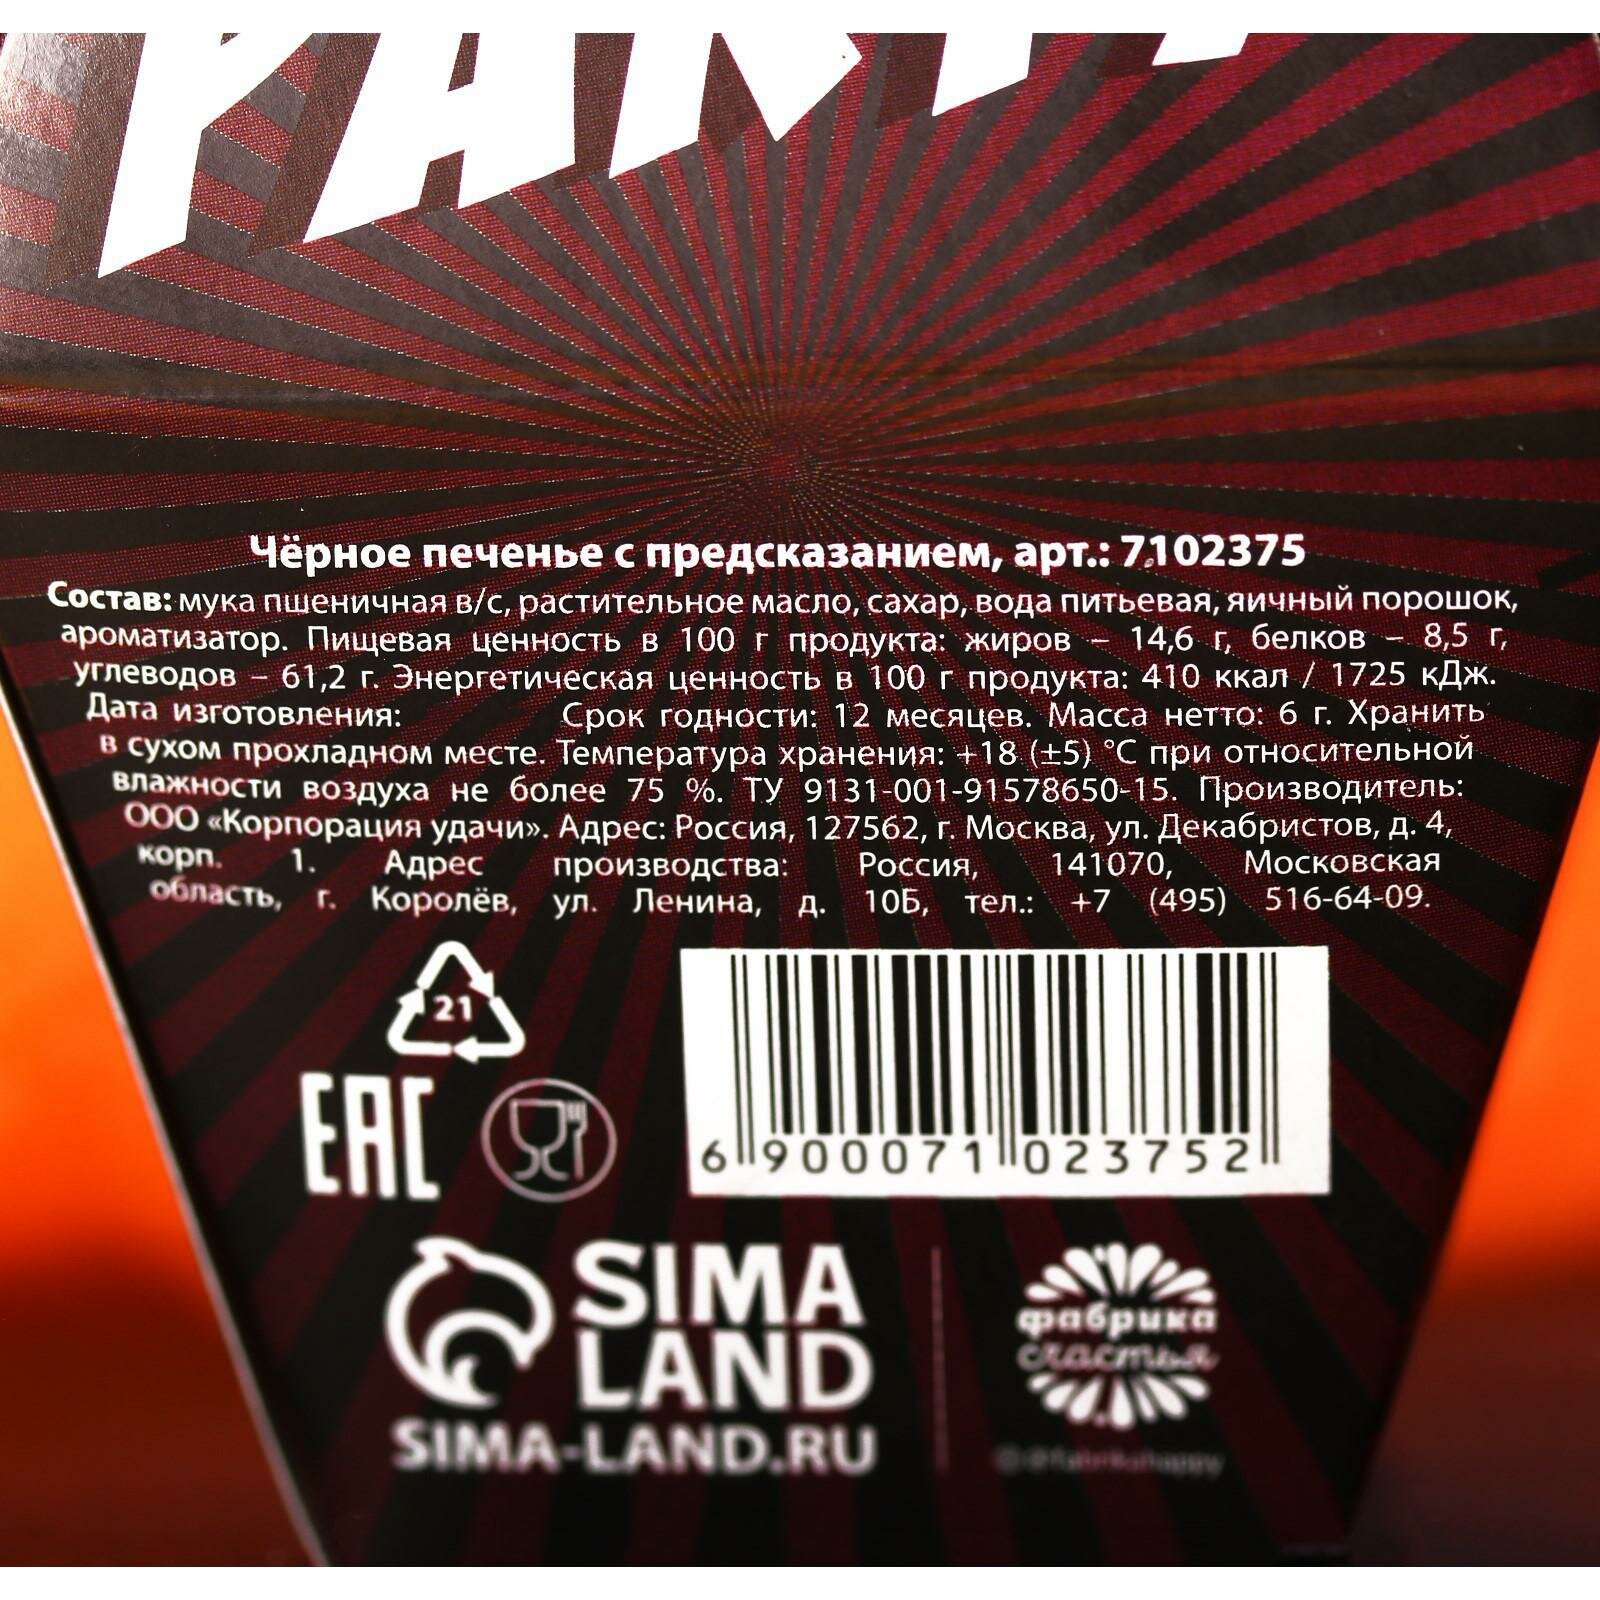 PARTY
Чёрное печенье с предсказанием, арт.: 7102375
Состав: мука пшеничная в/с, растительное масло, сахар, вода питьевая, яичный порошок,
ароматизатор. Пищевая ценность в 100 г продукта: жиров – 14,6 г, белков – 8,5 г,
углеводов – 61,2 г. Энергетическая ценность в 100 г продукта: 410 ккал / 1725 кДж.
Дата изготовления: Срок годности: 12 месяцев. Масса нетто: 6 г. Хранить
в сухом прохладном месте. Температура хранения: +18 (±5) °С при относительной
влажности воздуха не более 75 %. ТУ 9131-001-91578650-15. Производитель:
ООО «Корпорация удачи». Адрес: Россия, 127562, г. Москва, ул. Декабристов, д. 4,
корп. 1. Адрес производства: Россия, 141070, Московская
область, г. Королёв, ул. Ленина, д. 10Б, тел.: +7 (495) 516-64-09.
21
EAC
6 900071 023752
SIMA
LAND
SIMA-LAND.RU
фабрика
счастья
@fabrikahappy